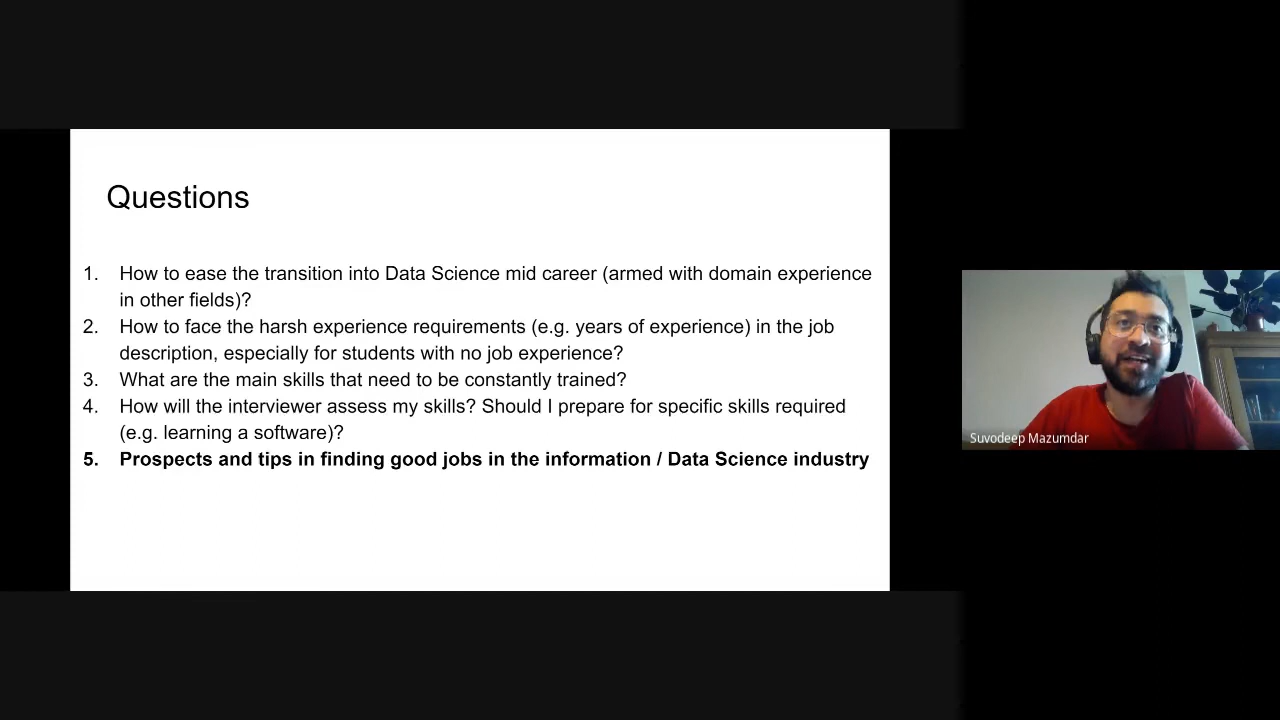 Questions
1. How to ease the transition into Data Science mid career (armed with domain experience
in other fields)?
2. How to face the harsh experience requirements (e.g. years of experience) in the job
description, especially for students with no job experience?
3. What are the main skills that need to be constantly trained?
4. How will the interviewer assess my skills? Should I prepare for specific skills required
(e.g. learning a software)?
5. Prospects and tips in finding good jobs in the information / Data Science industry
Suvodeep Mazumdar